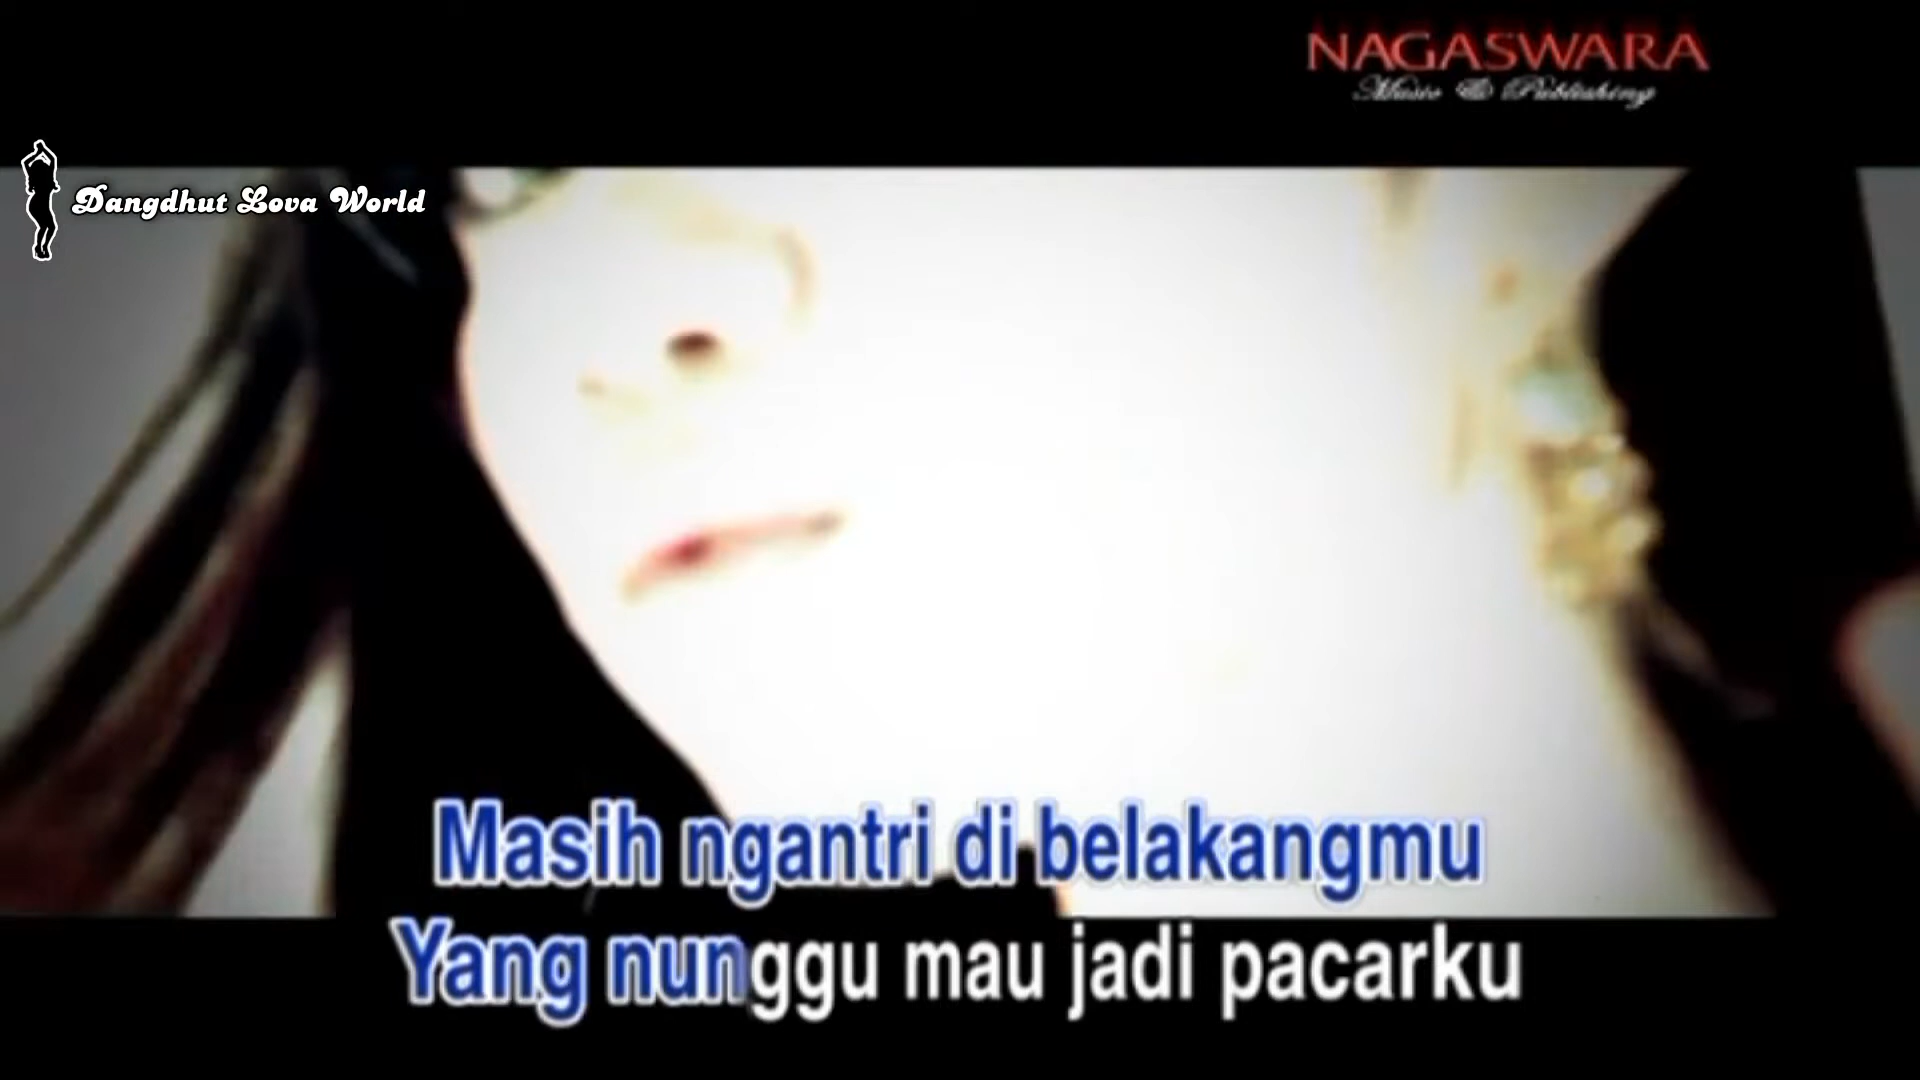 NAGASWARA
Music & Publishing
Dangdhut Lova World
Masih ngantri di belakangmu
Yang nunggu mau jadi pacarku